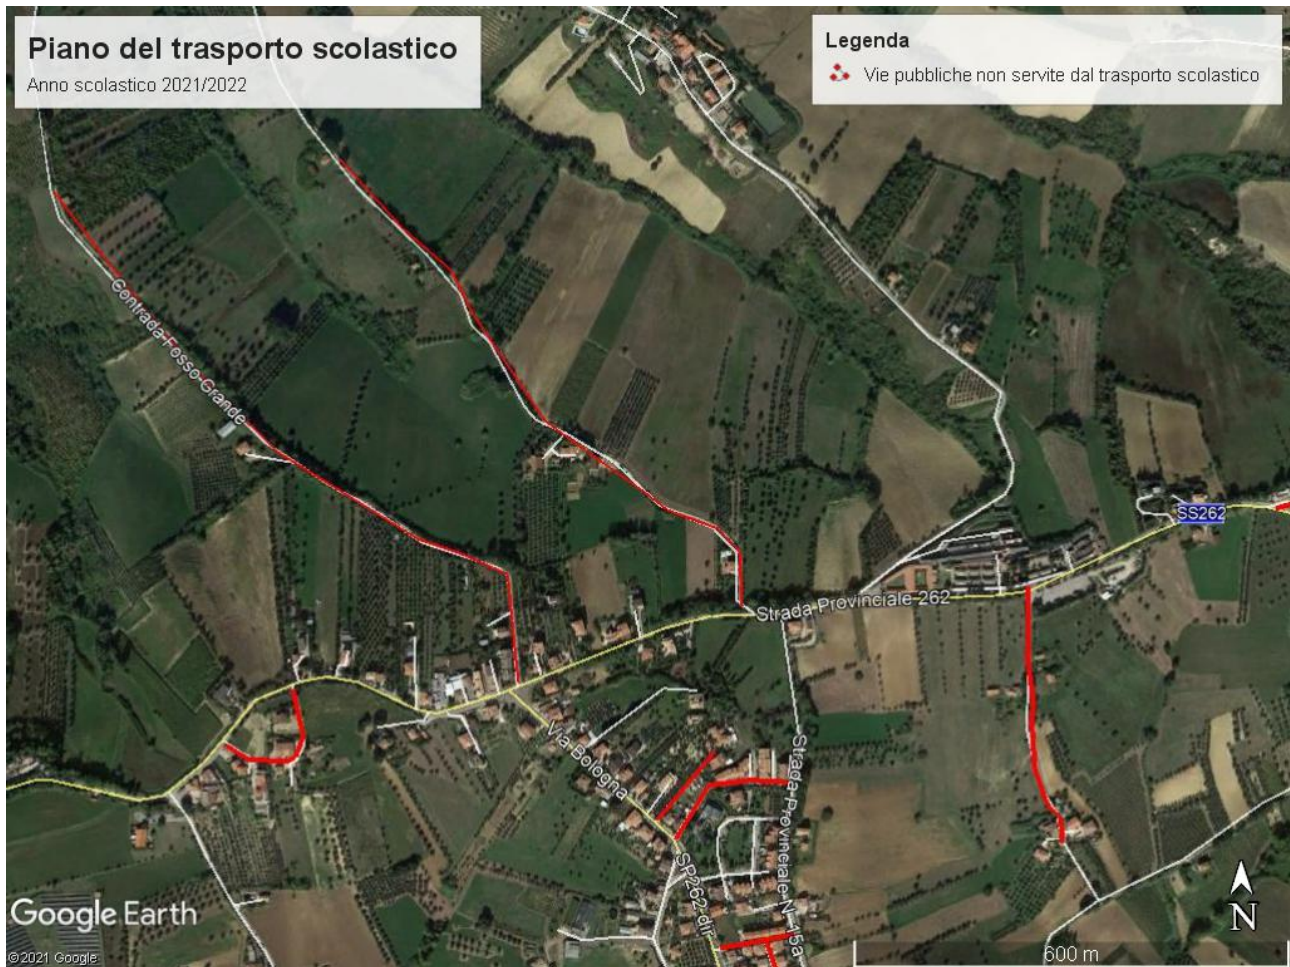 Piano del trasporto scolastico
Anno scolastico 2021/2022
Legenda
Vie pubbliche non servite dal trasporto scolastico
Contrada Fosso Grande
SS262
Strada Provinciale 262
Via Bologna
Strada Provinciale N 15a
SP262 dir
Google Earth
©2021 Google
N
600 m